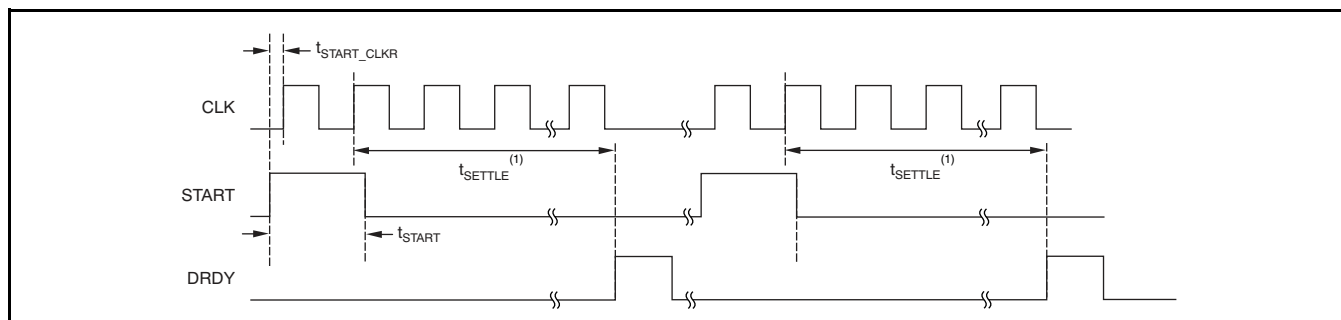 tSTART_CLKR
CLK
tSETTLE(1)
tSETTLE(1)
START
tSTART
DRDY